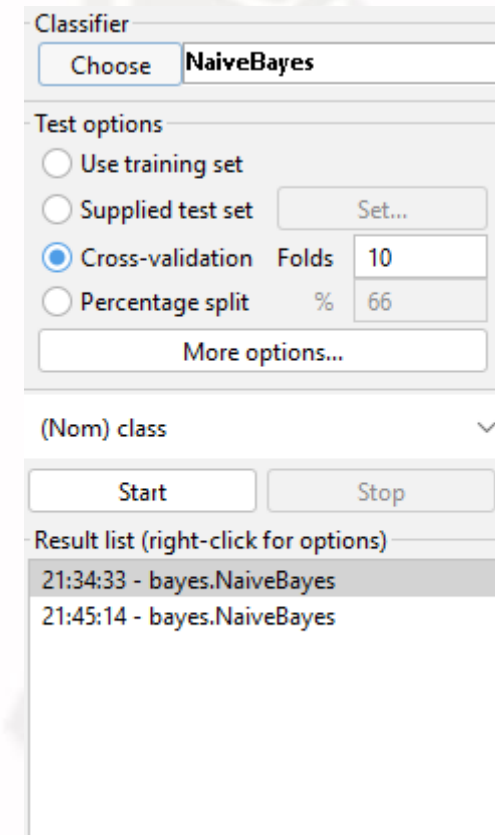 Classifier
Choose NaiveBayes
Test options
Use training set
Supplied test set Set...
Cross-validation Folds 10
Percentage split % 66
More options...
(Nom) class
Start Stop
Result list (right-click for options)
21:34:33 - bayes.NaiveBayes
21:45:14 - bayes.NaiveBayes